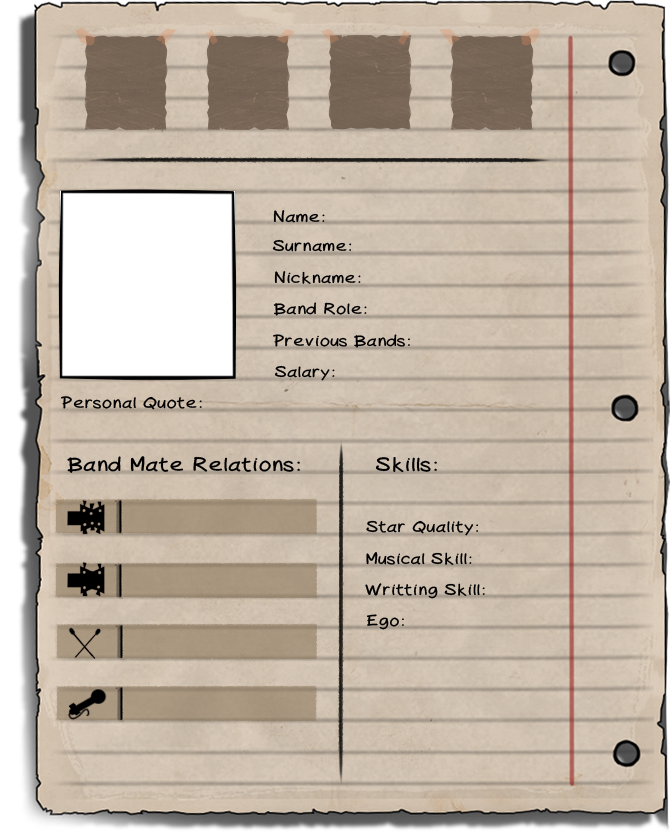 Name:
Surname:
Nickname:
Band Role:
Previous Bands:
Salary:
Personal Quote:
Band Mate Relations:
Skills:
Star Quality:
Musical Skill:
Writting Skill:
Ego: